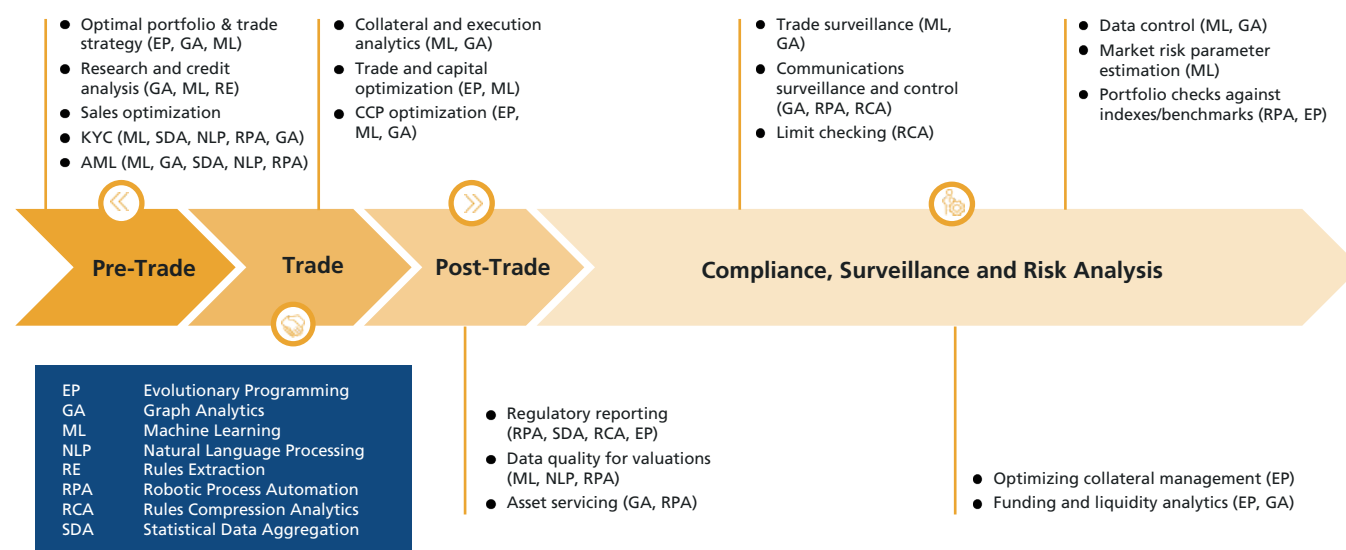 ● Optimal portfolio & trade
strategy (EP, GA, ML)
● Research and credit
analysis (GA, ML, RE)
● Sales optimization
● KYC (ML, SDA, NLP, RPA, GA)
● AML (ML, GA, SDA, NLP, RPA)
● Collateral and execution
analytics (ML, GA)
● Trade and capital
optimization (EP, ML)
● CCP optimization (EP,
ML, GA)
● Trade surveillance (ML,
GA)
● Communications
surveillance and control
(GA, RPA, RCA)
● Limit checking (RCA)
● Data control (ML, GA)
● Market risk parameter
estimation (ML)
● Portfolio checks against
indexes/benchmarks (RPA, EP)
Pre-Trade
Trade
Post-Trade
Compliance, Surveillance and Risk Analysis
EP Evolutionary Programming
GA Graph Analytics
ML Machine Learning
NLP Natural Language Processing
RE Rules Extraction
RPA Robotic Process Automation
RCA Rules Compression Analytics
SDA Statistical Data Aggregation
● Regulatory reporting
(RPA, SDA, RCA, EP)
● Data quality for valuations
(ML, NLP, RPA)
● Asset servicing (GA, RPA)
● Optimizing collateral management (EP)
● Funding and liquidity analytics (EP, GA)